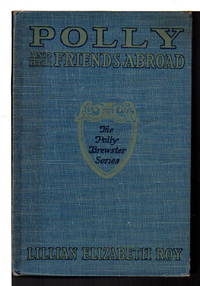 POLLY
AND HER FRIENDS ABROAD
The
Polly
Brewster
Series
LILLIAN ELIZABETH ROY